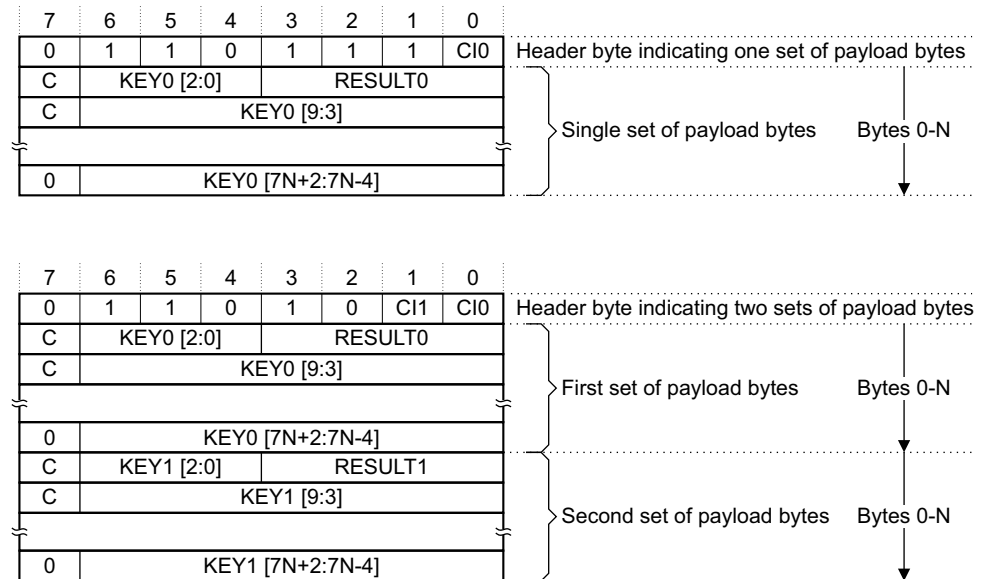 7 6 5 4 3 2 1 0
0 1 1 0 1 1 1 CI0 Header byte indicating one set of payload bytes
C KEY0 [2:0] RESULT0
C KEY0 [9:3]
Single set of payload bytes Bytes 0-N
0 KEY0 [7N+2:7N-4]
7 6 5 4 3 2 1 0
0 1 1 0 1 0 CI1 CI0 Header byte indicating two sets of payload bytes
C KEY0 [2:0] RESULT0
C KEY0 [9:3]
First set of payload bytes Bytes 0-N
0 KEY0 [7N+2:7N-4]
C KEY1 [2:0] RESULT1
C KEY1 [9:3]
Second set of payload bytes Bytes 0-N
0 KEY1 [7N+2:7N-4]